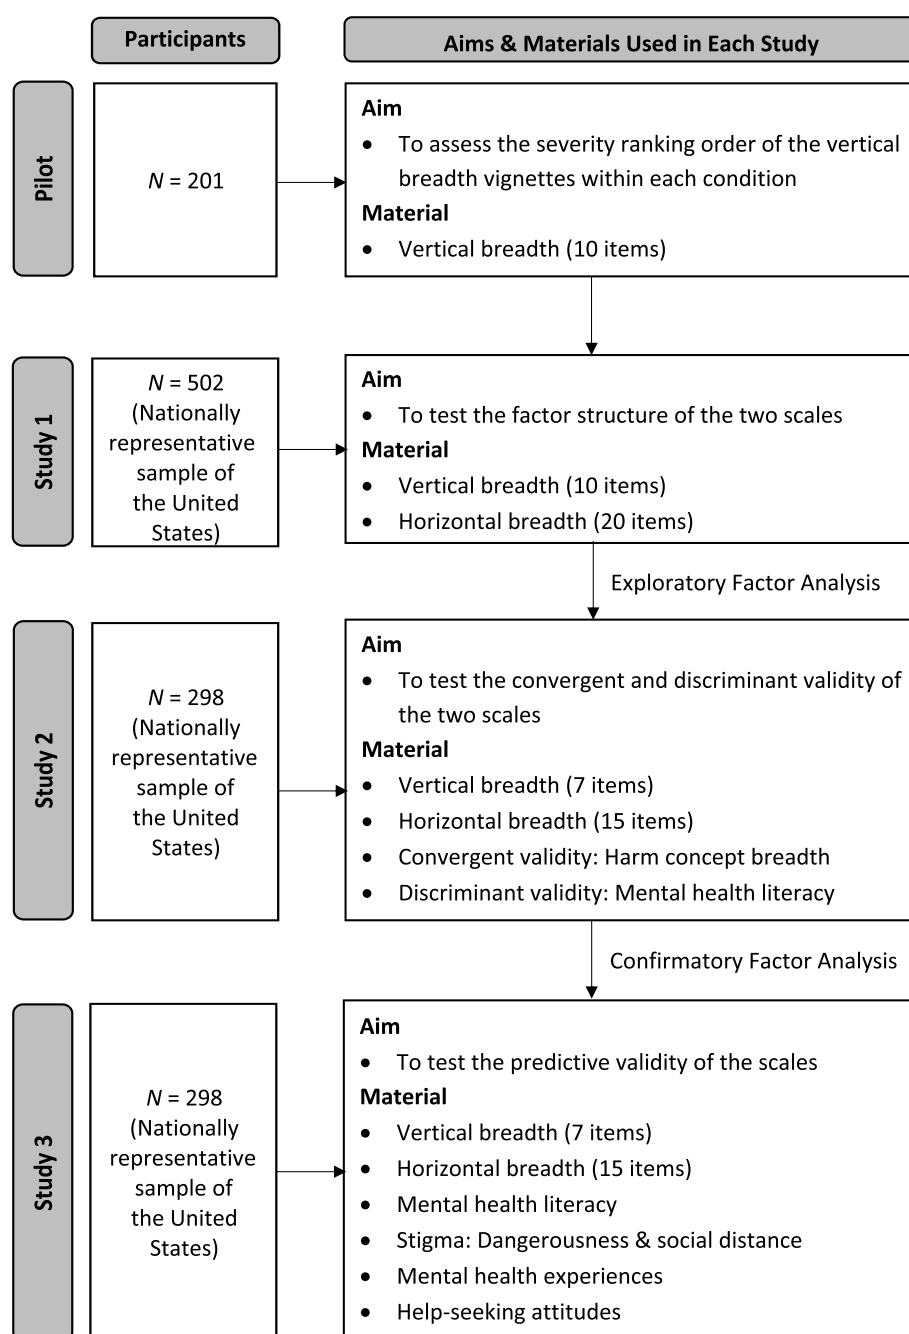 Participants
Aims & Materials Used in Each Study
Pilot
N = 201
Aim
• To assess the severity ranking order of the vertical
breadth vignettes within each condition
Material
• Vertical breadth (10 items)
Study 1
N = 502
(Nationally
representative
sample of
the United
States)
Aim
• To test the factor structure of the two scales
Material
• Vertical breadth (10 items)
• Horizontal breadth (20 items)
Exploratory Factor Analysis
Study 2
N = 298
(Nationally
representative
sample of
the United
States)
Aim
• To test the convergent and discriminant validity of
the two scales
Material
• Vertical breadth (7 items)
• Horizontal breadth (15 items)
• Convergent validity: Harm concept breadth
• Discriminant validity: Mental health literacy
Confirmatory Factor Analysis
Study 3
N = 298
(Nationally
representative
sample of
the United
States)
Aim
• To test the predictive validity of the scales
Material
• Vertical breadth (7 items)
• Horizontal breadth (15 items)
• Mental health literacy
• Stigma: Dangerousness & social distance
• Mental health experiences
• Help-seeking attitudes